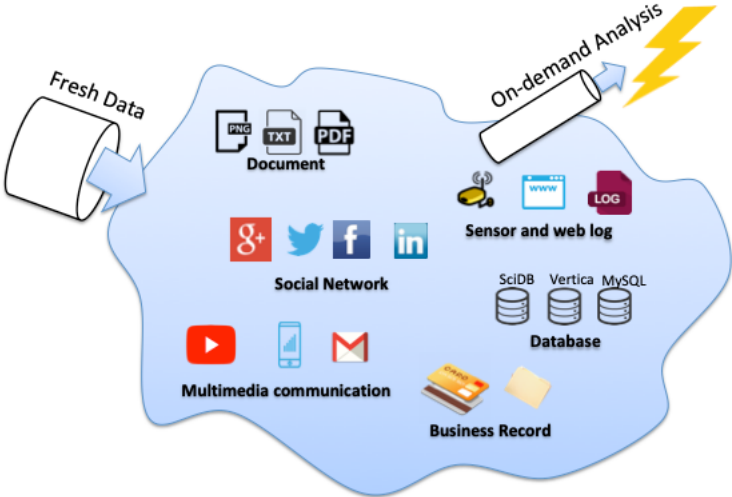 Fresh Data
On-demand Analysis
PNG
TXT
PDF
Document
www
LOG
Sensor and web log
g+
f
in
Social Network
SciDB Vertica MySQL
Database
Multimedia communication
CARD
Business Record